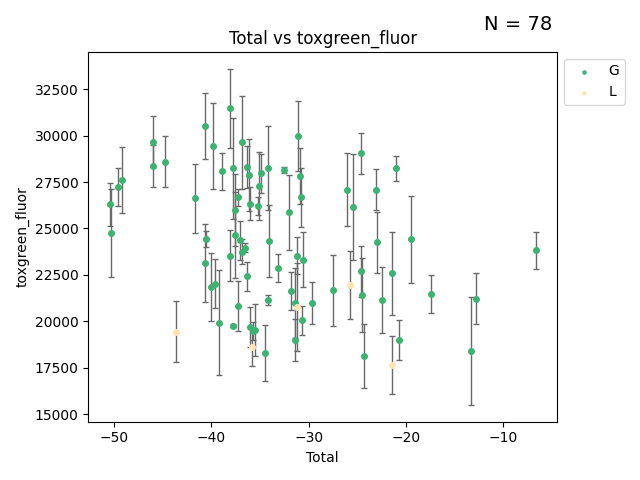 N = 78
Total vs toxgreen_fluor
G
L
toxgreen_fluor
32500
30000
27500
25000
22500
20000
17500
15000
−50
−40
−30
−20
−10
Total